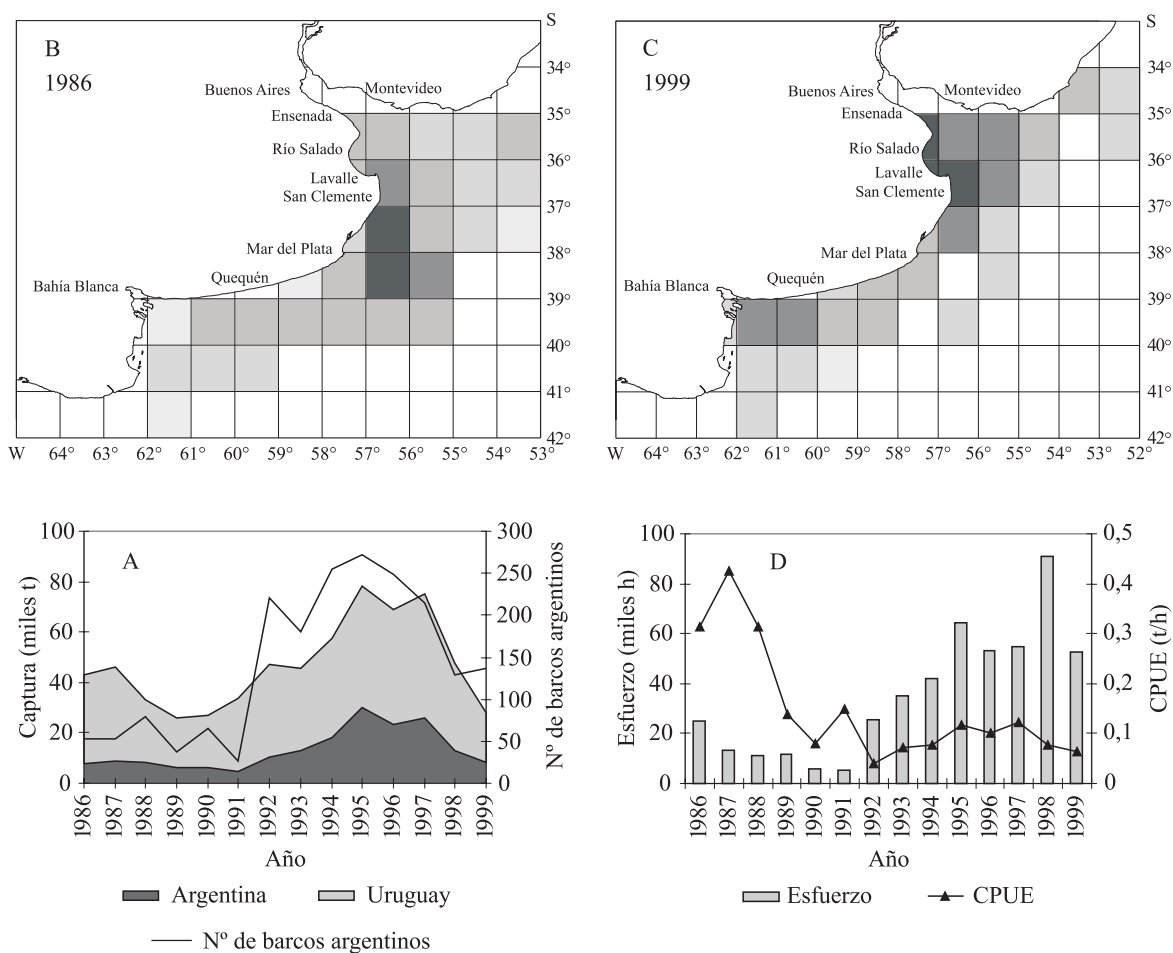 B
1986
Buenos Aires
Montevideo
Ensenada
Río Salado
Lavalle
San Clemente
Mar del Plata
Quequén
Bahía Blanca
S
34°
35°
36°
37°
38°
39°
40°
41°
42°
W 64° 63° 62° 61° 60° 59° 58° 57° 56° 55° 54° 53°
C
1999
Buenos Aires
Montevideo
Ensenada
Río Salado
Lavalle
San Clemente
Mar del Plata
Quequén
Bahía Blanca
S
34°
35°
36°
37°
38°
39°
40°
41°
42°
W 64° 63° 62° 61° 60° 59° 58° 57° 56° 55° 54° 53° 52°
A
Captura (miles t)
100
80
60
40
20
0
300
250
200
150
100
50
0
Nº de barcos argentinos
1986 1987 1988 1989 1990 1991 1992 1993 1994 1995 1996 1997 1998 1999
Año
Argentina
Uruguay
Nº de barcos argentinos
D
Esfuerzo (miles h)
100
80
60
40
20
0
0,5
0,4
0,3
0,2
0,1
0
CPUE (t/h)
1986 1987 1988 1989 1990 1991 1992 1993 1994 1995 1996 1997 1998 1999
Año
Esfuerzo
CPUE